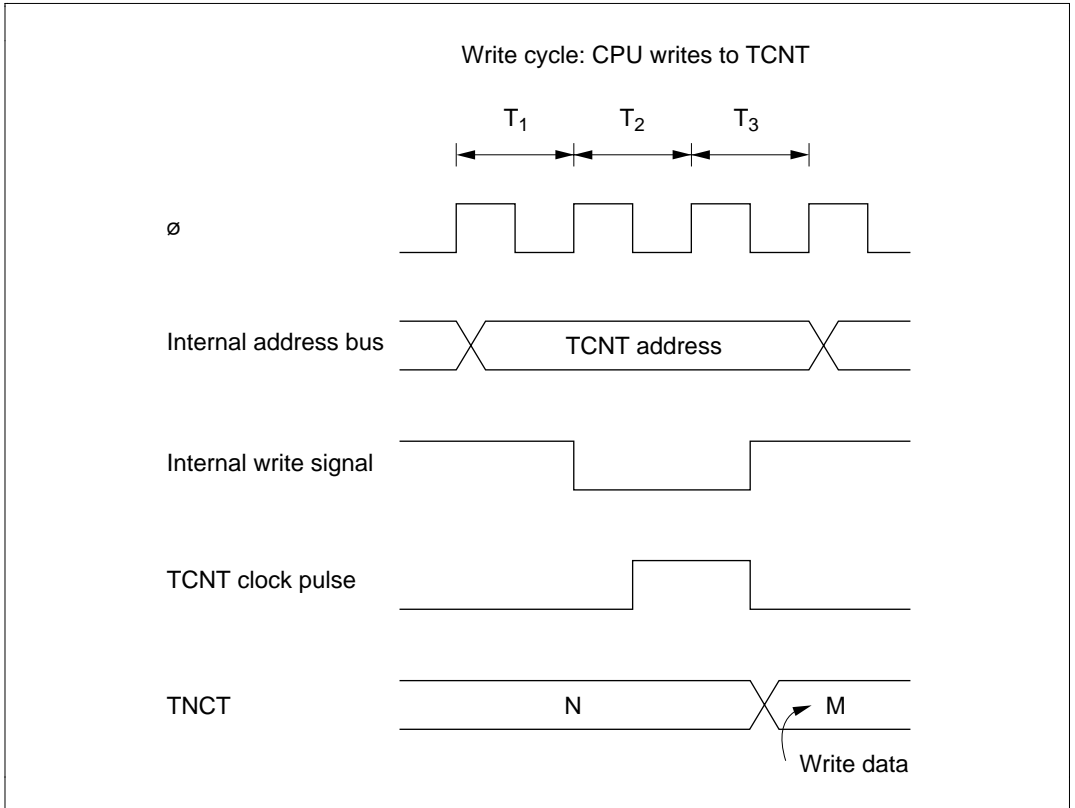 Write cycle: CPU writes to TCNT
T1 T2 T3
ø
Internal address bus TCNT address
Internal write signal
TCNT clock pulse
TNCT N M
Write data